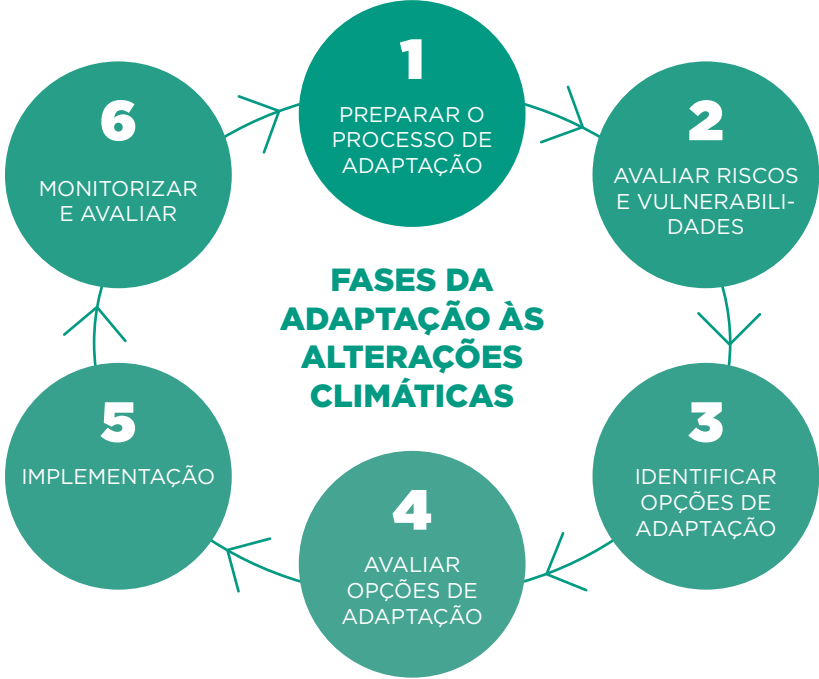 1
PREPARAR O
PROCESSO DE
ADAPTAÇÃO
2
AVALIAR RISCOS
E VULNERABILI-
DADES
3
IDENTIFICAR
OPÇÕES DE
ADAPTAÇÃO
4
AVALIAR
OPÇÕES DE
ADAPTAÇÃO
5
IMPLEMENTAÇÃO
6
MONITORIZAR
E AVALIAR
FASES DA
ADAPTAÇÃO ÀS
ALTERAÇÕES
CLIMÁTICAS